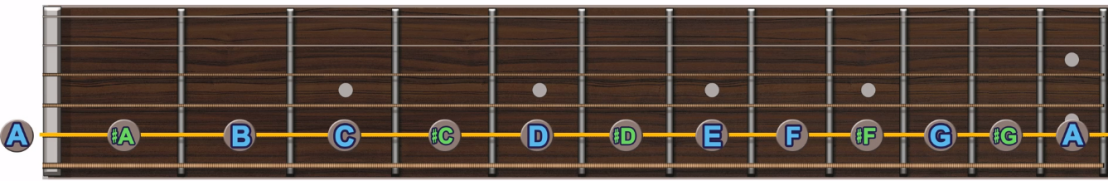 A ♯A B C ♯C D ♯D E F ♯F G ♯G A